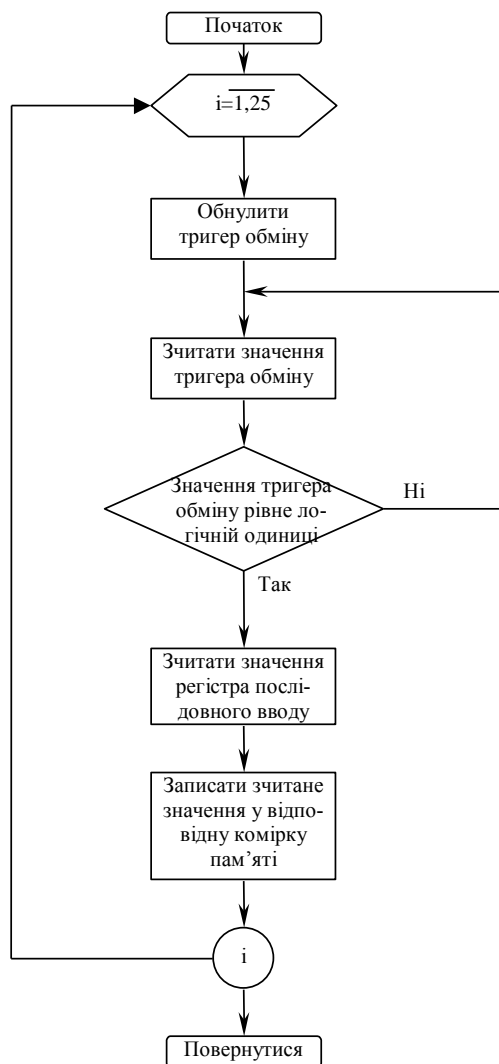 Початок
i=1,25
Обнулити
тригер обміну
Зчитати значення
тригера обміну
Значення тригера
обміну рівне ло-
гічній одиниці
Ні
Так
Зчитати значення
регістра послі-
довного вводу
Записати зчитане
значення у відпо-
відну комірку
пам’яті
i
Повернутися